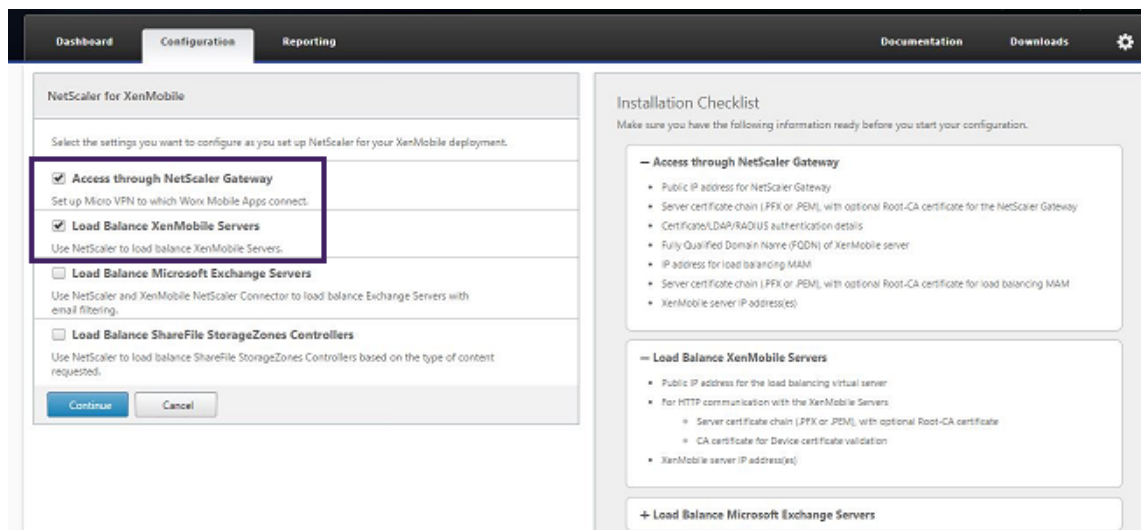 Dashboard
Configuration
Reporting
Documentation
Downloads
NetScaler for XenMobile
Select the settings you want to configure as you set up NetScaler for your XenMobile deployment.
Access through NetScaler Gateway
Set up Micro VPN to which Worx Mobile Apps connect.
Load Balance XenMobile Servers
Use NetScaler to load balance XenMobile Servers.
Load Balance Microsoft Exchange Servers
Use NetScaler and XenMobile NetScaler Connector to load balance Exchange Servers with
email filtering.
Load Balance ShareFile StorageZones Controllers
Use NetScaler to load balance ShareFile StorageZones Controllers based on the type of content
requested.
Continue
Cancel
Installation Checklist
Make sure you have the following information ready before you start your configuration.
— Access through NetScaler Gateway
• Public IP address for NetScaler Gateway
• Server certificate chain (.PFX or .PEM), with optional Root-CA certificate for the NetScaler Gateway
• Certificate/LDAP/RADIUS authentication details
• Fully Qualified Domain Name (FQDN) of XenMobile server
• IP address for load balancing MAM
• Server certificate chain (.PFX or .PEM), with optional Root-CA certificate for load balancing MAM
• XenMobile server IP address(es)
— Load Balance XenMobile Servers
• Public IP address for the load balancing virtual server
• For HTTP communication with the XenMobile Servers
Server certificate chain (.PFX or .PEM), with optional Root-CA certificate
CA certificate for Device certificate validation
• XenMobile server IP address(es)
+ Load Balance Microsoft Exchange Servers